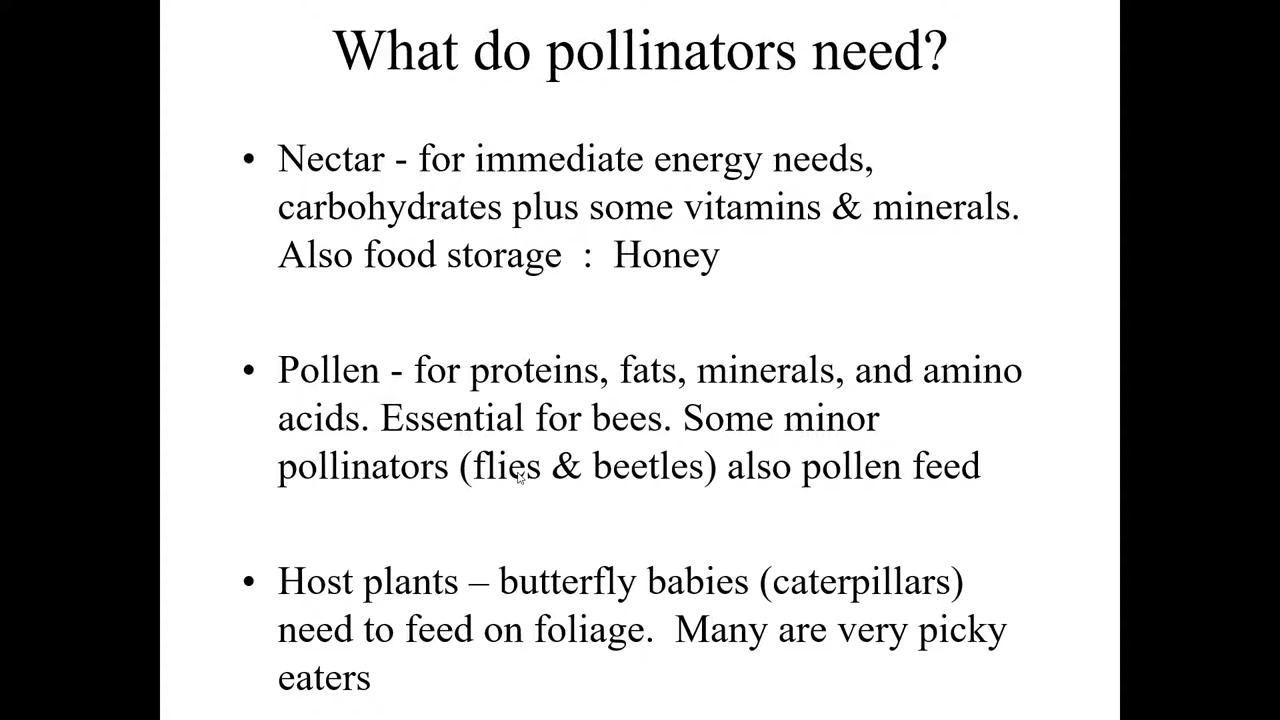 What do pollinators need?
• Nectar - for immediate energy needs,
carbohydrates plus some vitamins & minerals.
Also food storage : Honey
• Pollen - for proteins, fats, minerals, and amino
acids. Essential for bees. Some minor
pollinators (flies & beetles) also pollen feed
• Host plants – butterfly babies (caterpillars)
need to feed on foliage. Many are very picky
eaters